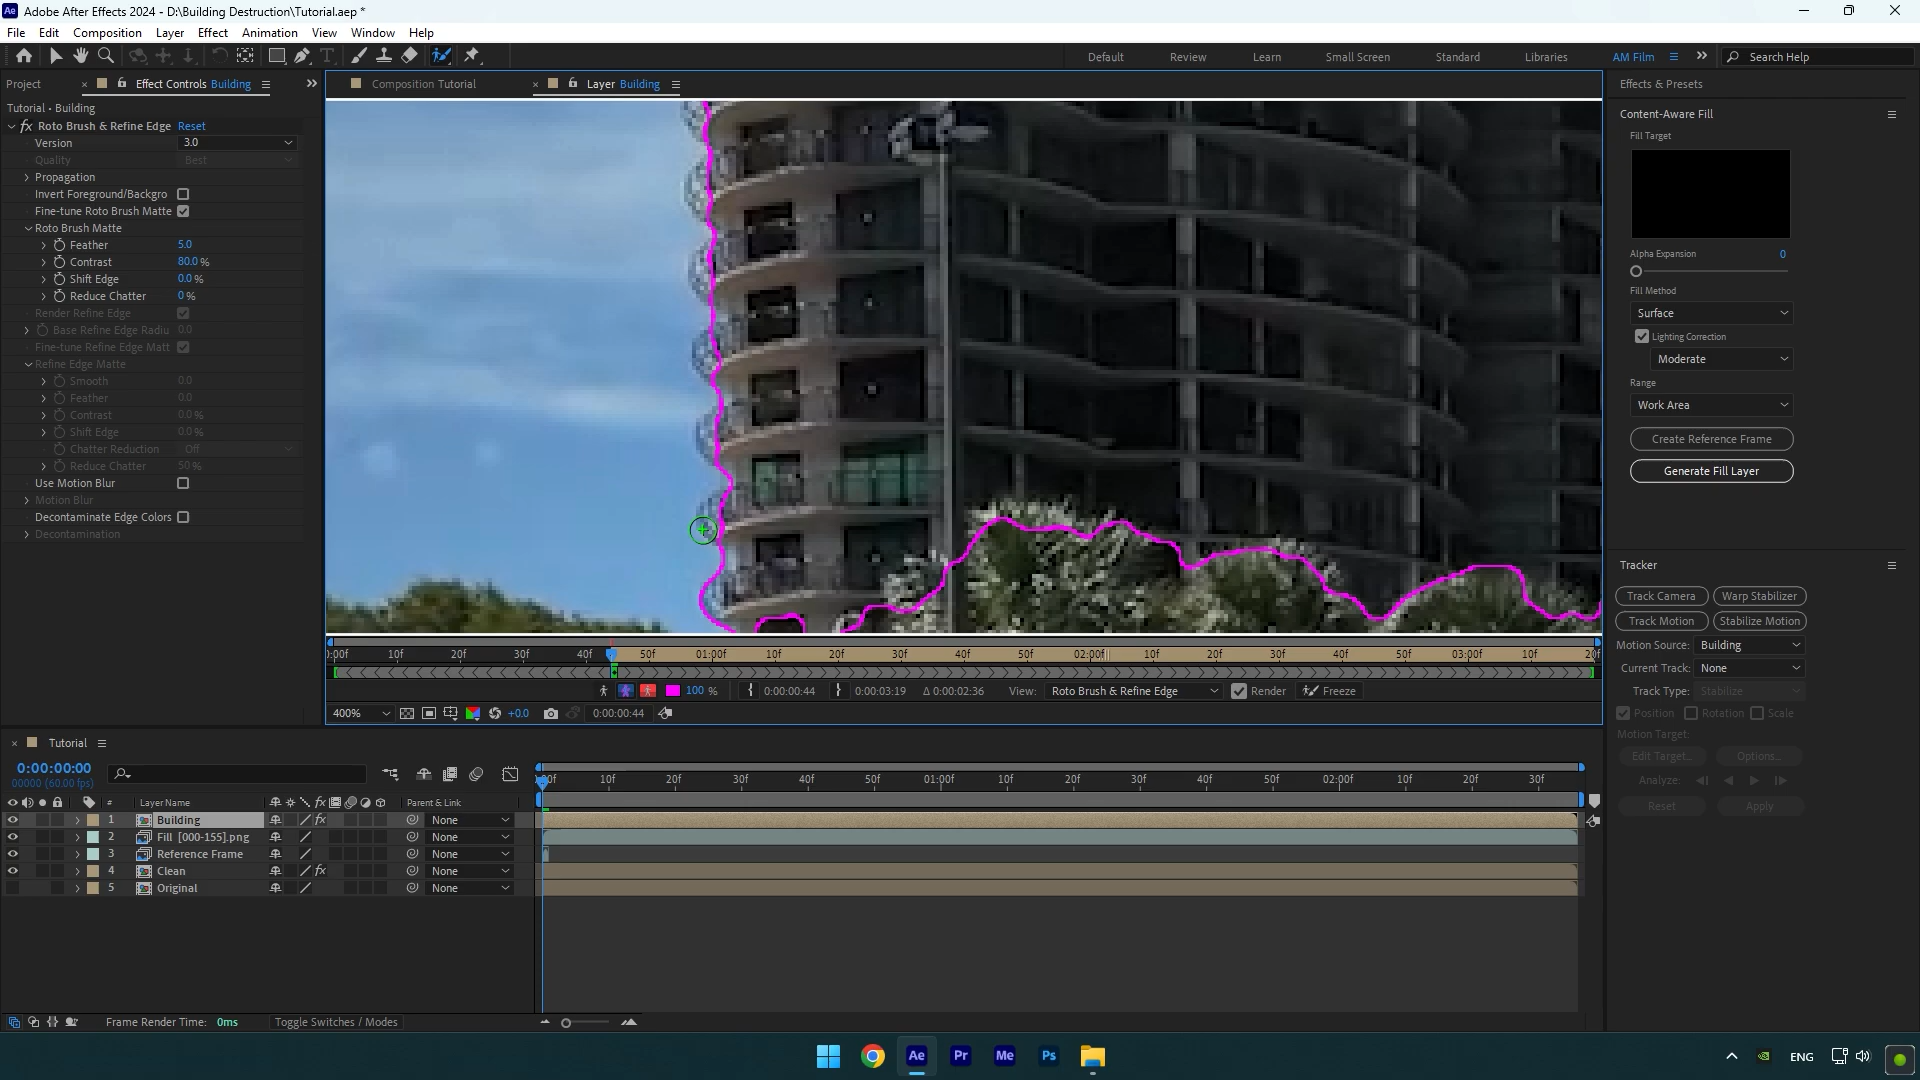 Adobe After Effects 2024 - D:\Building Destruction\Tutorial.aep *
File Edit Composition Layer Effect Animation View Window Help
Default Review Learn Small Screen Standard Libraries AM Film Search Help
Project Effect Controls Building
Composition Tutorial Layer Building
Effects & Presets
Tutorial • Building
fx Roto Brush & Refine Edge Reset
Version 3.0
Quality Best
Propagation
Invert Foreground/Backgro
Fine-tune Roto Brush Matte
Roto Brush Matte
Feather 5.0
Contrast 80.0 %
Shift Edge 0.0 %
Reduce Chatter 0 %
Render Refine Edge
Base Refine Edge Radiu 0.0
Fine-tune Refine Edge Matt
Refine Edge Matte
Smooth 0.0
Feather 0.0
Contrast 0.0 %
Shift Edge 0.0 %
Chatter Reduction Off
Reduce Chatter 50 %
Use Motion Blur
Motion Blur
Decontaminate Edge Colors
Decontamination
Content-Aware Fill
Fill Target
Alpha Expansion 0
Fill Method
Surface
Lighting Correction
Moderate
Range
Work Area
Create Reference Frame
Generate Fill Layer
Tracker
Track Camera Warp Stabilizer
Track Motion Stabilize Motion
Motion Source: Building
Current Track: None
Track Type: Stabilize
Position Rotation Scale
Motion Target:
Edit Target... Options...
Analyze:
Reset Apply
):00f 10f 20f 30f 40f 50f 01:00f 10f 20f 30f 40f 50f 02:00f 10f 20f 30f 40f 50f 03:00f 10f 20f
100 % 0:00:00:44 0:00:03:19 Δ 0:00:02:36 View: Roto Brush & Refine Edge Render Freeze
400% +0.0 0:00:00:44
Tutorial
0:00:00:00
00000 (60.00 fps)
:00f 10f 20f 30f 40f 50f 01:00f 10f 20f 30f 40f 50f 02:00f 10f 20f 30f
# Layer Name fx Parent & Link
1 Building fx None
2 Fill [000-155].png None
3 Reference Frame None
4 Clean fx None
5 Original None
Frame Render Time: 0ms Toggle Switches / Modes
Ae Pr Me Ps ENG